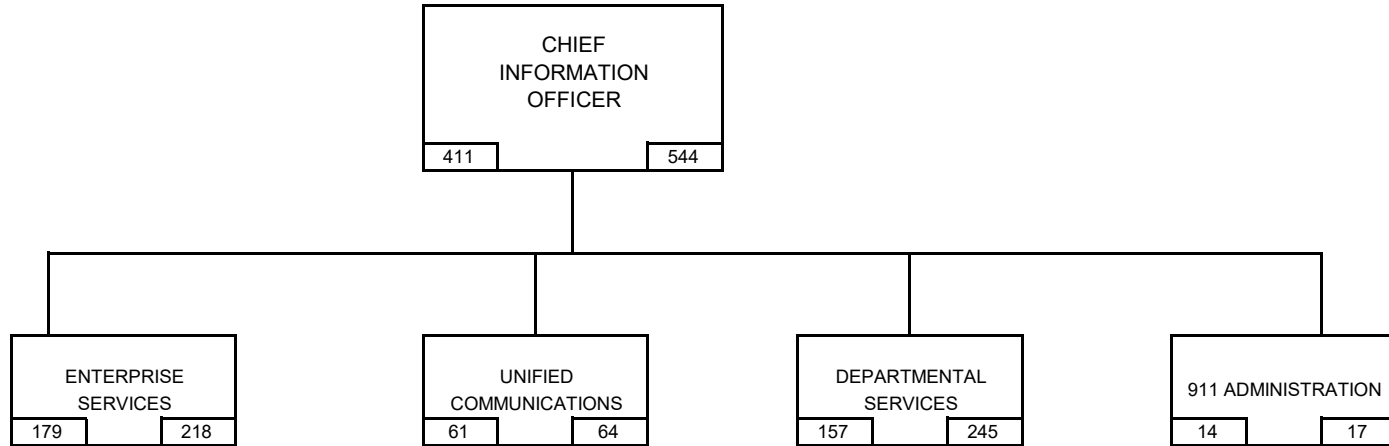 CHIEF
INFORMATION
OFFICER
411 544
ENTERPRISE
SERVICES
179 218
UNIFIED
COMMUNICATIONS
61 64
DEPARTMENTAL
SERVICES
157 245
911 ADMINISTRATION
14 17